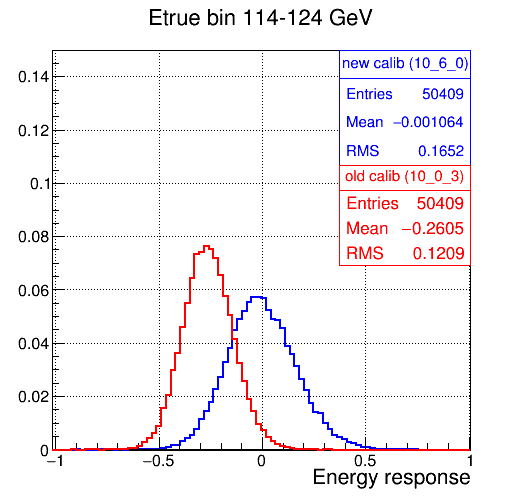 Etrue bin 114-124 GeV
new calib (10_6_0)
Entries 50409
Mean −0.001064
RMS 0.1652
old calib (10_0_3)
Entries 50409
Mean −0.2605
RMS 0.1209
0.14
0.12
0.1
0.08
0.06
0.04
0.02
0
−1 −0.5 0 0.5 1
Energy response